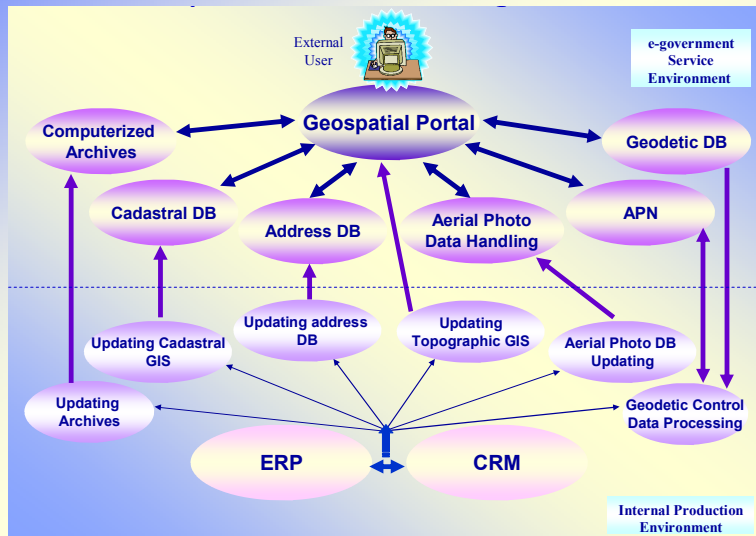 External
User
e-government
Service
Environment
Geospatial Portal
Computerized
Archives
Geodetic DB
Cadastral DB
Address DB
Aerial Photo
Data Handling
APN
Updating Cadastral
GIS
Updating address
DB
Updating
Topographic GIS
Aerial Photo DB
Updating
Updating
Archives
Geodetic Control
Data Processing
ERP
CRM
Internal Production
Environment